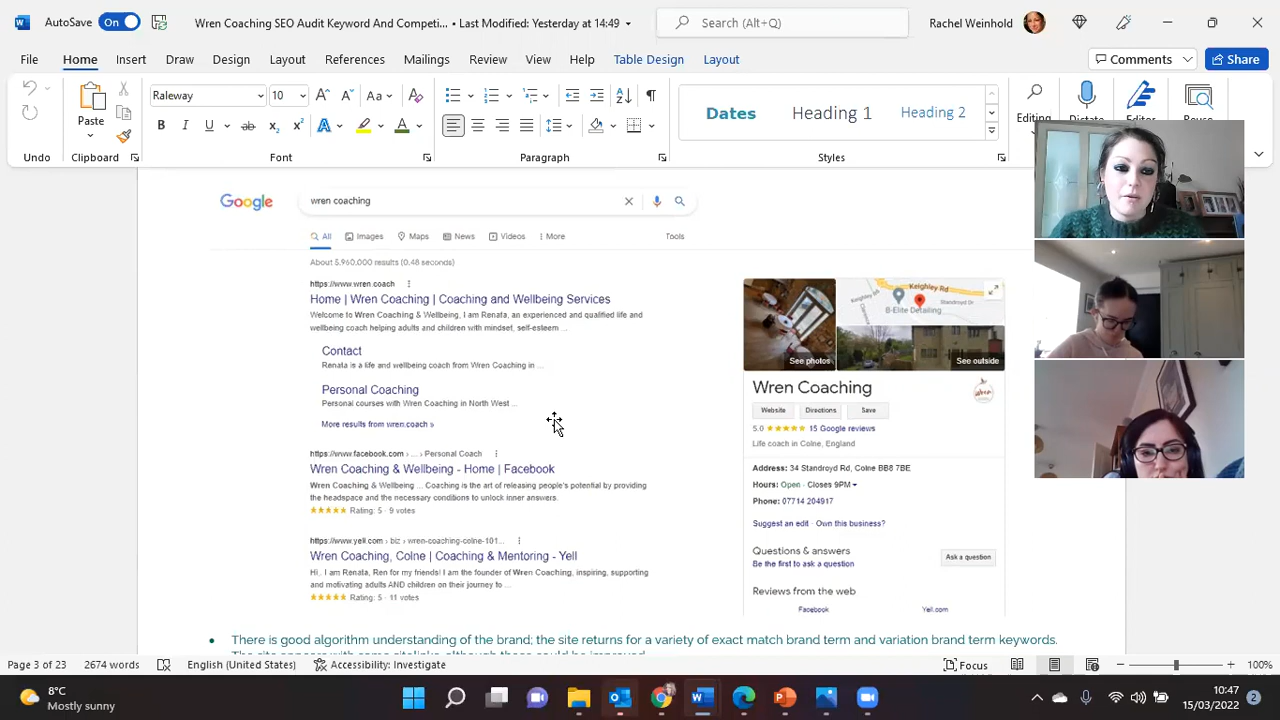 AutoSave On Wren Coaching SEO Audit Keyword And Competi... • Last Modified: Yesterday at 14:49 Search (Alt+Q) Rachel Weinhold
File Home Insert Draw Design Layout References Mailings Review View Help Table Design Layout Comments Share
Raleway 10 Aa
Paste
Dates Heading 1 Heading 2
Editing Dictate Editor
Undo Clipboard Font Paragraph Styles
Google wren coaching
All Images Maps News Videos More Tools
About 5,960,000 results (0.48 seconds)
https://www.wren.coach
Home | Wren Coaching | Coaching and Wellbeing Services
Welcome to Wren Coaching & Wellbeing, I am Renata, an experienced and qualified life and
wellbeing coach helping adults and children with mindset, self-esteem ...
Contact
Renata is a life and wellbeing coach from Wren Coaching in ...
Personal Coaching
Personal courses with Wren Coaching in North West ...
More results from wren.coach »
https://www.facebook.com › ... › Personal Coach
Wren Coaching & Wellbeing - Home | Facebook
Wren Coaching & Wellbeing ... Coaching is the art of releasing people's potential by providing
the headspace and the necessary conditions to unlock inner answers.
Rating: 5 · 9 votes
https://www.yell.com › biz › wren-coaching-colne-101...
Wren Coaching, Colne | Coaching & Mentoring - Yell
Hi , I am Renata, Ren for my friends! I am the founder of Wren Coaching, inspiring, supporting
and motivating adults AND children on their journey to ...
Rating: 5 · 11 votes
Keighley Rd
Standroyd Dr
B-Elite Detailing
See photos See outside
Wren Coaching
Website Directions Save
5.0 15 Google reviews
Life coach in Colne, England
Address: 34 Standroyd Rd, Colne BB8 7BE
Hours: Open · Closes 9PM
Phone: 07714 204917
Suggest an edit · Own this business?
Questions & answers
Be the first to ask a question
Ask a question
Reviews from the web
Facebook Yell.com
• There is good algorithm understanding of the brand; the site returns for a variety of exact match brand term and variation brand term keywords.
Page 3 of 23 2674 words English (United States) Accessibility: Investigate Focus 100%
8°C
Mostly sunny
10:47
15/03/2022
2